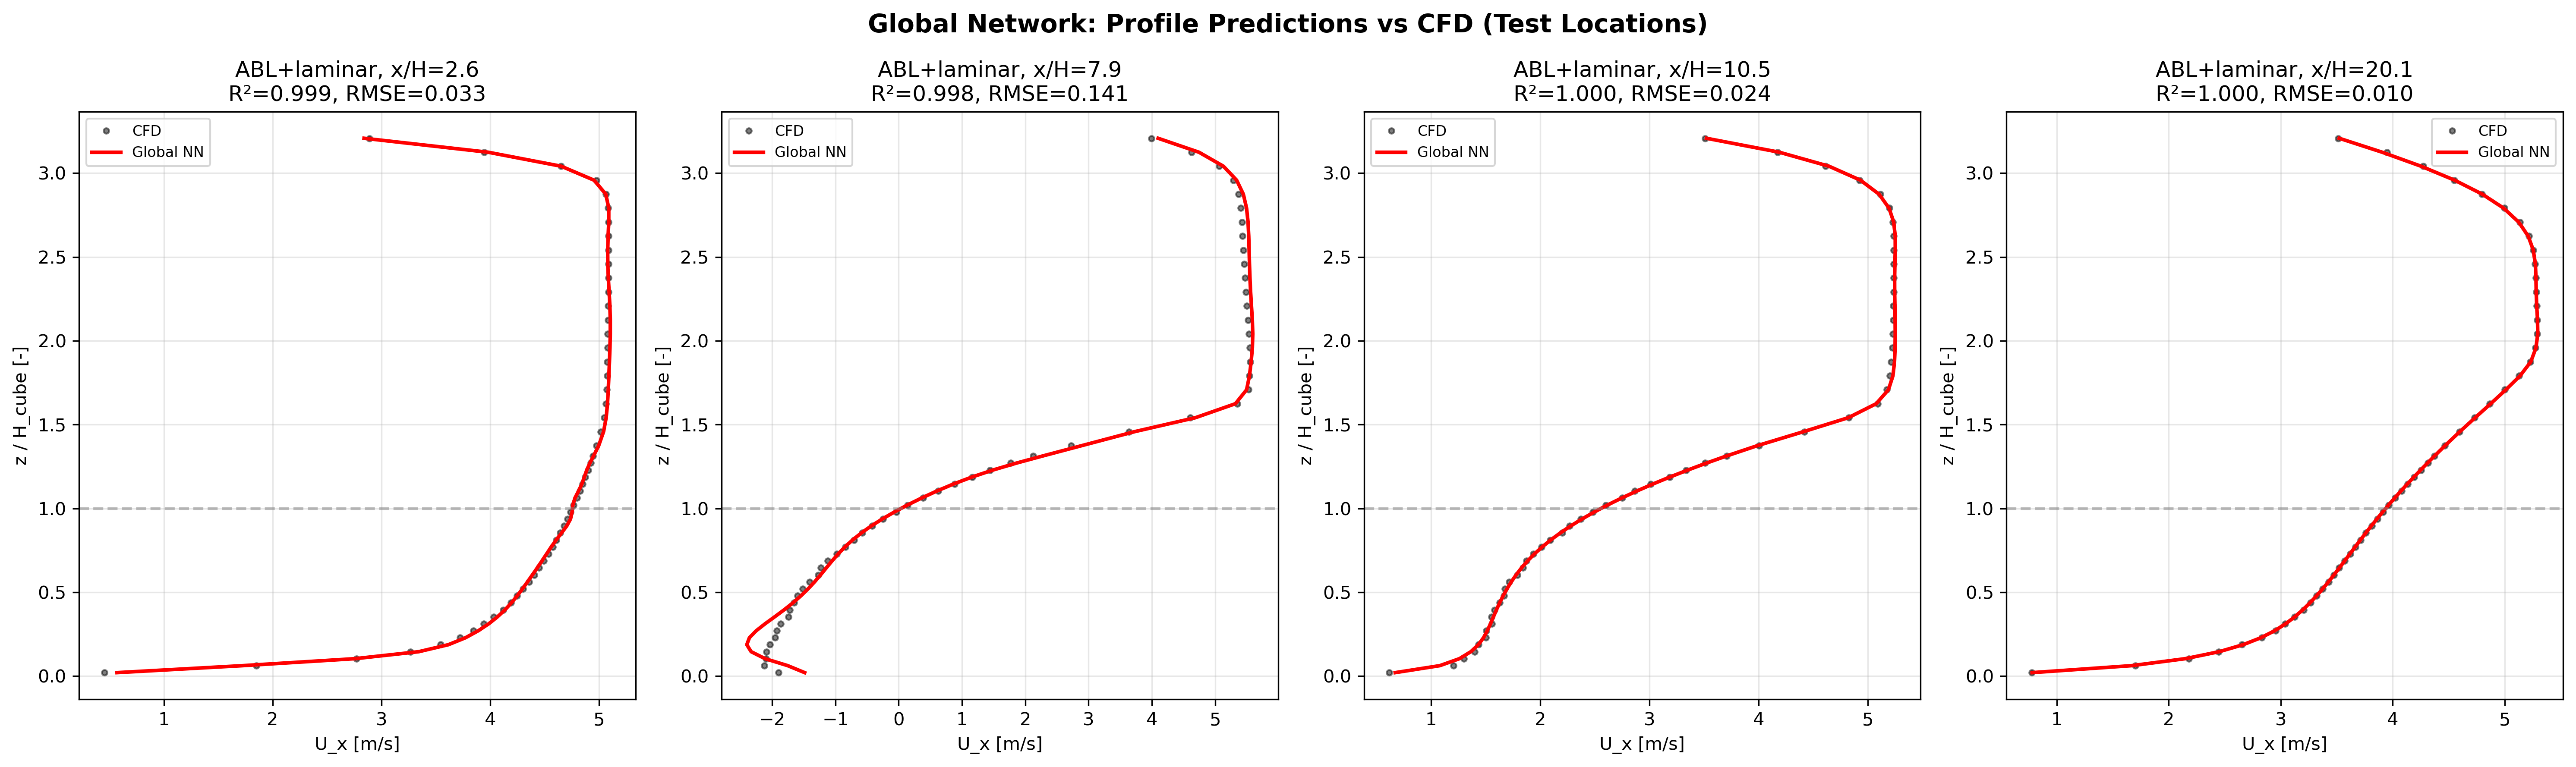 Global Network: Profile Predictions vs CFD (Test Locations)
ABL+laminar, x/H=2.6
R²=0.999, RMSE=0.033
CFD
Global NN
3.0
2.5
2.0
1.5
1.0
0.5
0.0
z / H_cube [-]
1 2 3 4 5
U_x [m/s]
ABL+laminar, x/H=7.9
R²=0.998, RMSE=0.141
CFD
Global NN
3.0
2.5
2.0
1.5
1.0
0.5
0.0
z / H_cube [-]
−2 −1 0 1 2 3 4 5
U_x [m/s]
ABL+laminar, x/H=10.5
R²=1.000, RMSE=0.024
CFD
Global NN
3.0
2.5
2.0
1.5
1.0
0.5
0.0
z / H_cube [-]
1 2 3 4 5
U_x [m/s]
ABL+laminar, x/H=20.1
R²=1.000, RMSE=0.010
CFD
Global NN
3.0
2.5
2.0
1.5
1.0
0.5
0.0
z / H_cube [-]
1 2 3 4 5
U_x [m/s]